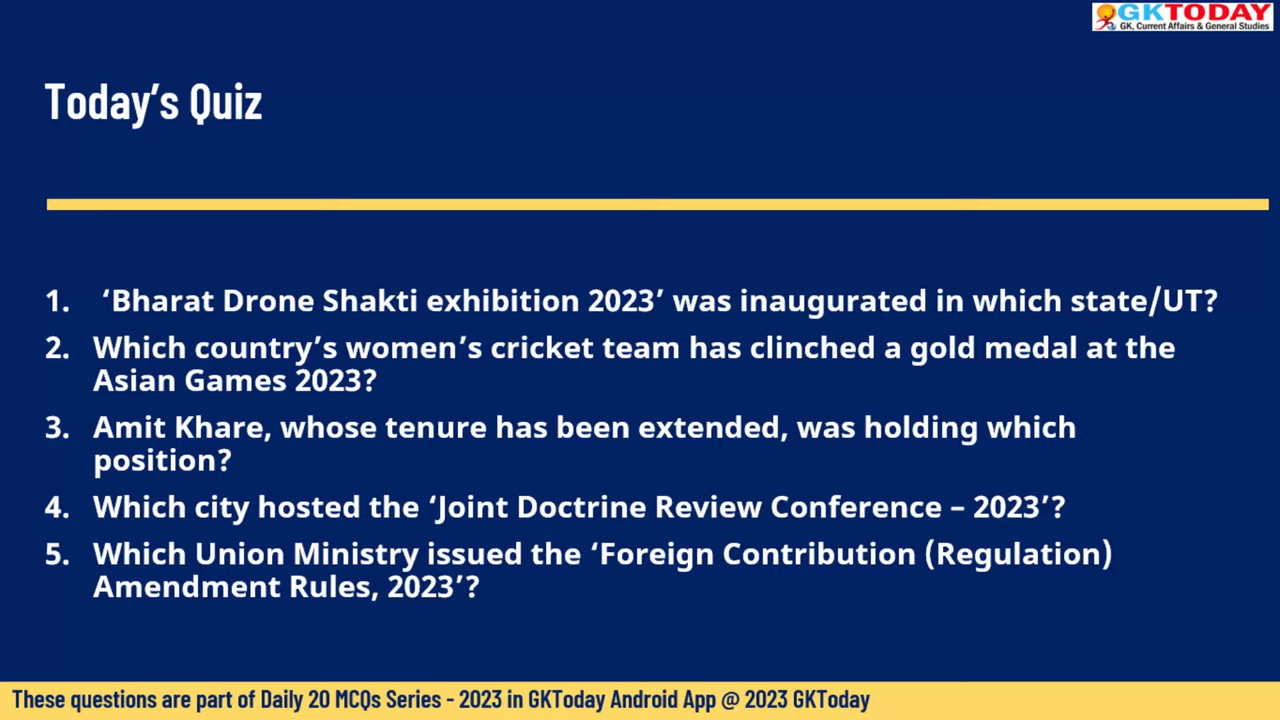 GKTODAY
GK, Current Affairs & General Studies
Today’s Quiz
1. ‘Bharat Drone Shakti exhibition 2023’ was inaugurated in which state/UT?
2. Which country’s women’s cricket team has clinched a gold medal at the
Asian Games 2023?
3. Amit Khare, whose tenure has been extended, was holding which
position?
4. Which city hosted the ‘Joint Doctrine Review Conference – 2023’?
5. Which Union Ministry issued the ‘Foreign Contribution (Regulation)
Amendment Rules, 2023’?
These questions are part of Daily 20 MCQs Series - 2023 in GKToday Android App @ 2023 GKToday